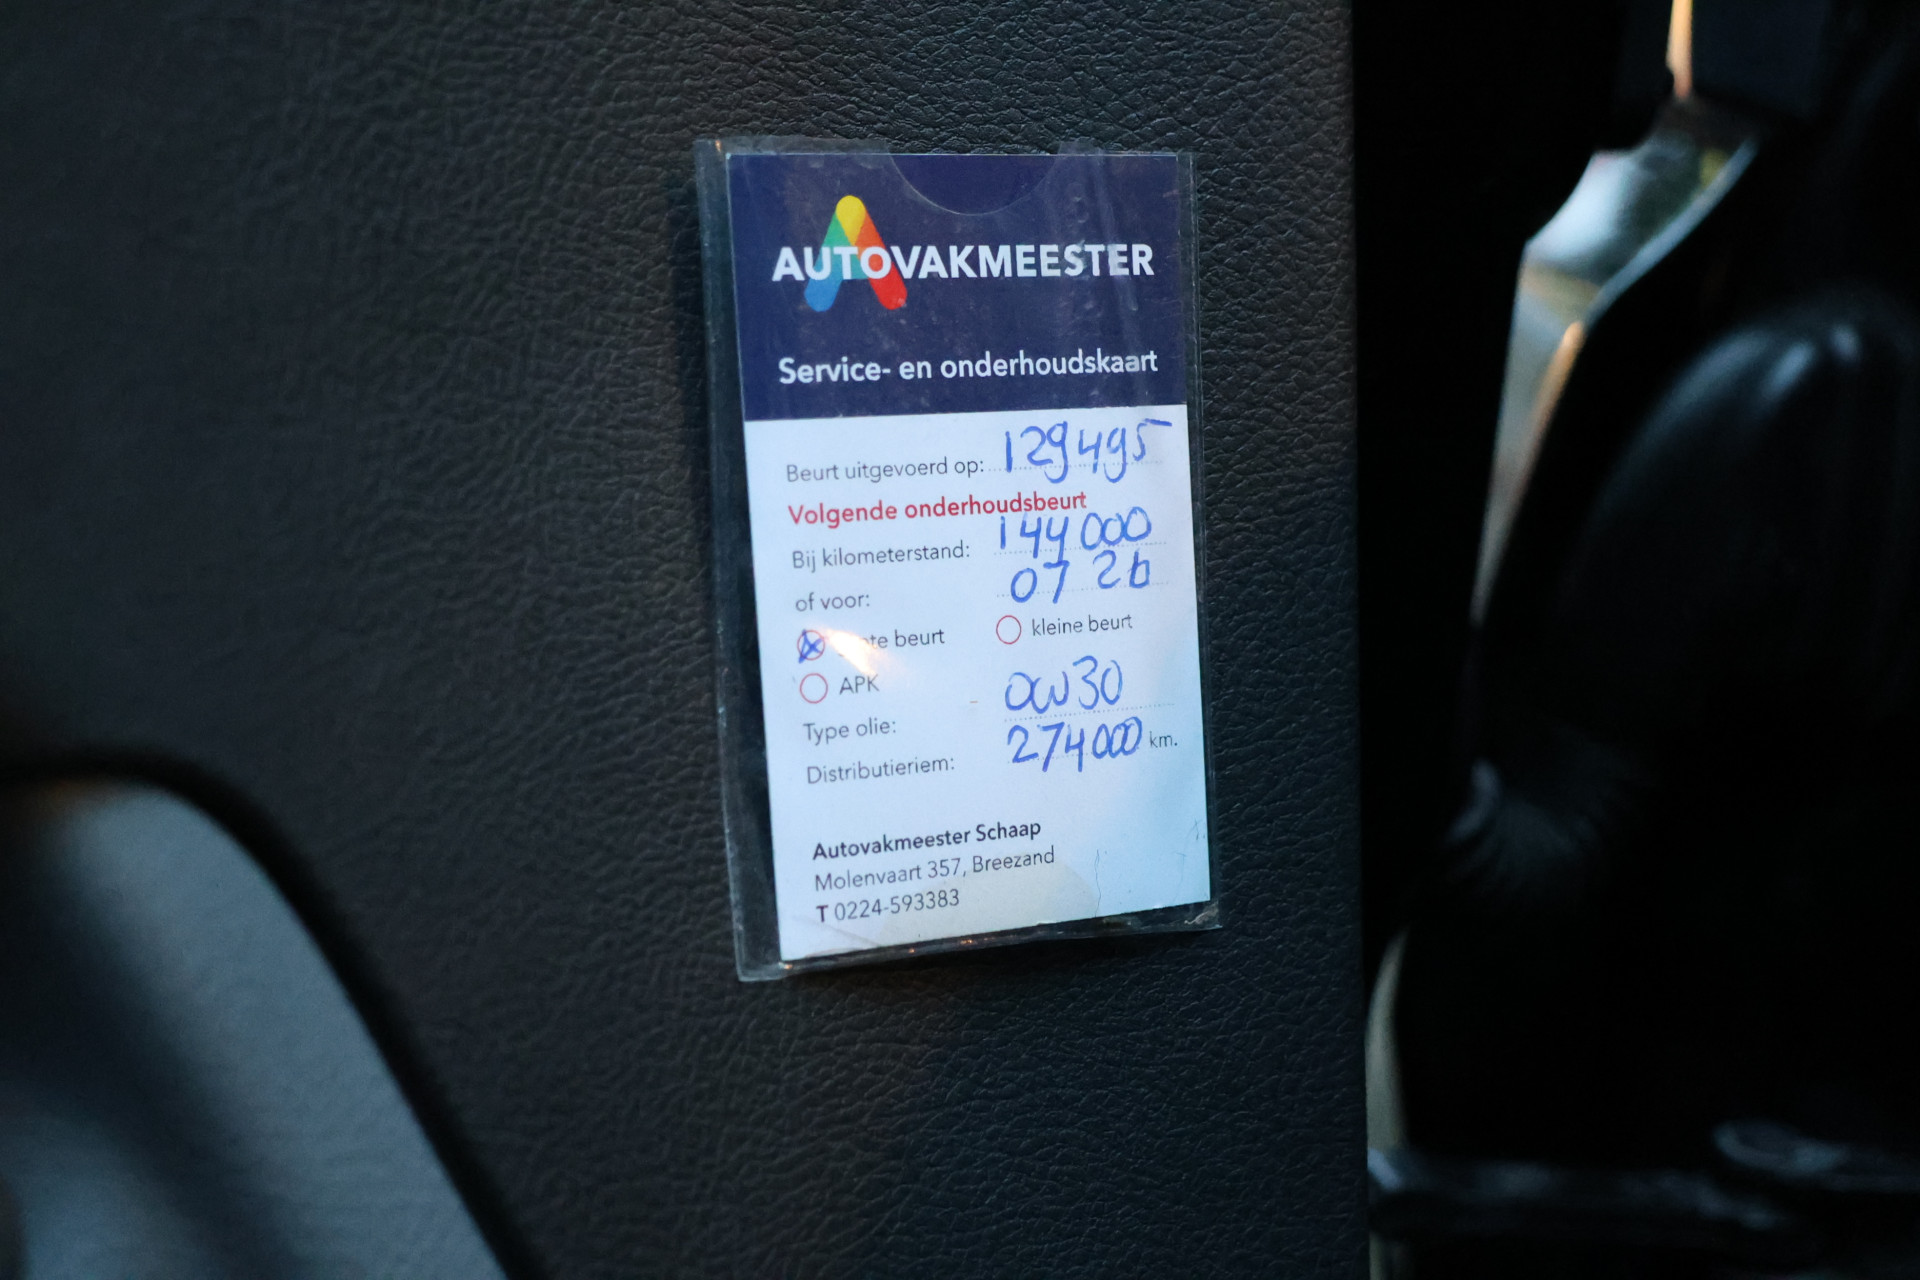 AUTOVAKMEESTER
Service- en onderhoudskaart
Beurt uitgevoerd op: 129495
Volgende onderhoudsbeurt
Bij kilometerstand: 144000
of voor: 07 26
beurt kleine beurt
APK
Type olie: 0W30
Distributieriem: 274000 km.
Autovakmeester Schaap
Molenvaart 357, Breezand
T 0224-593383